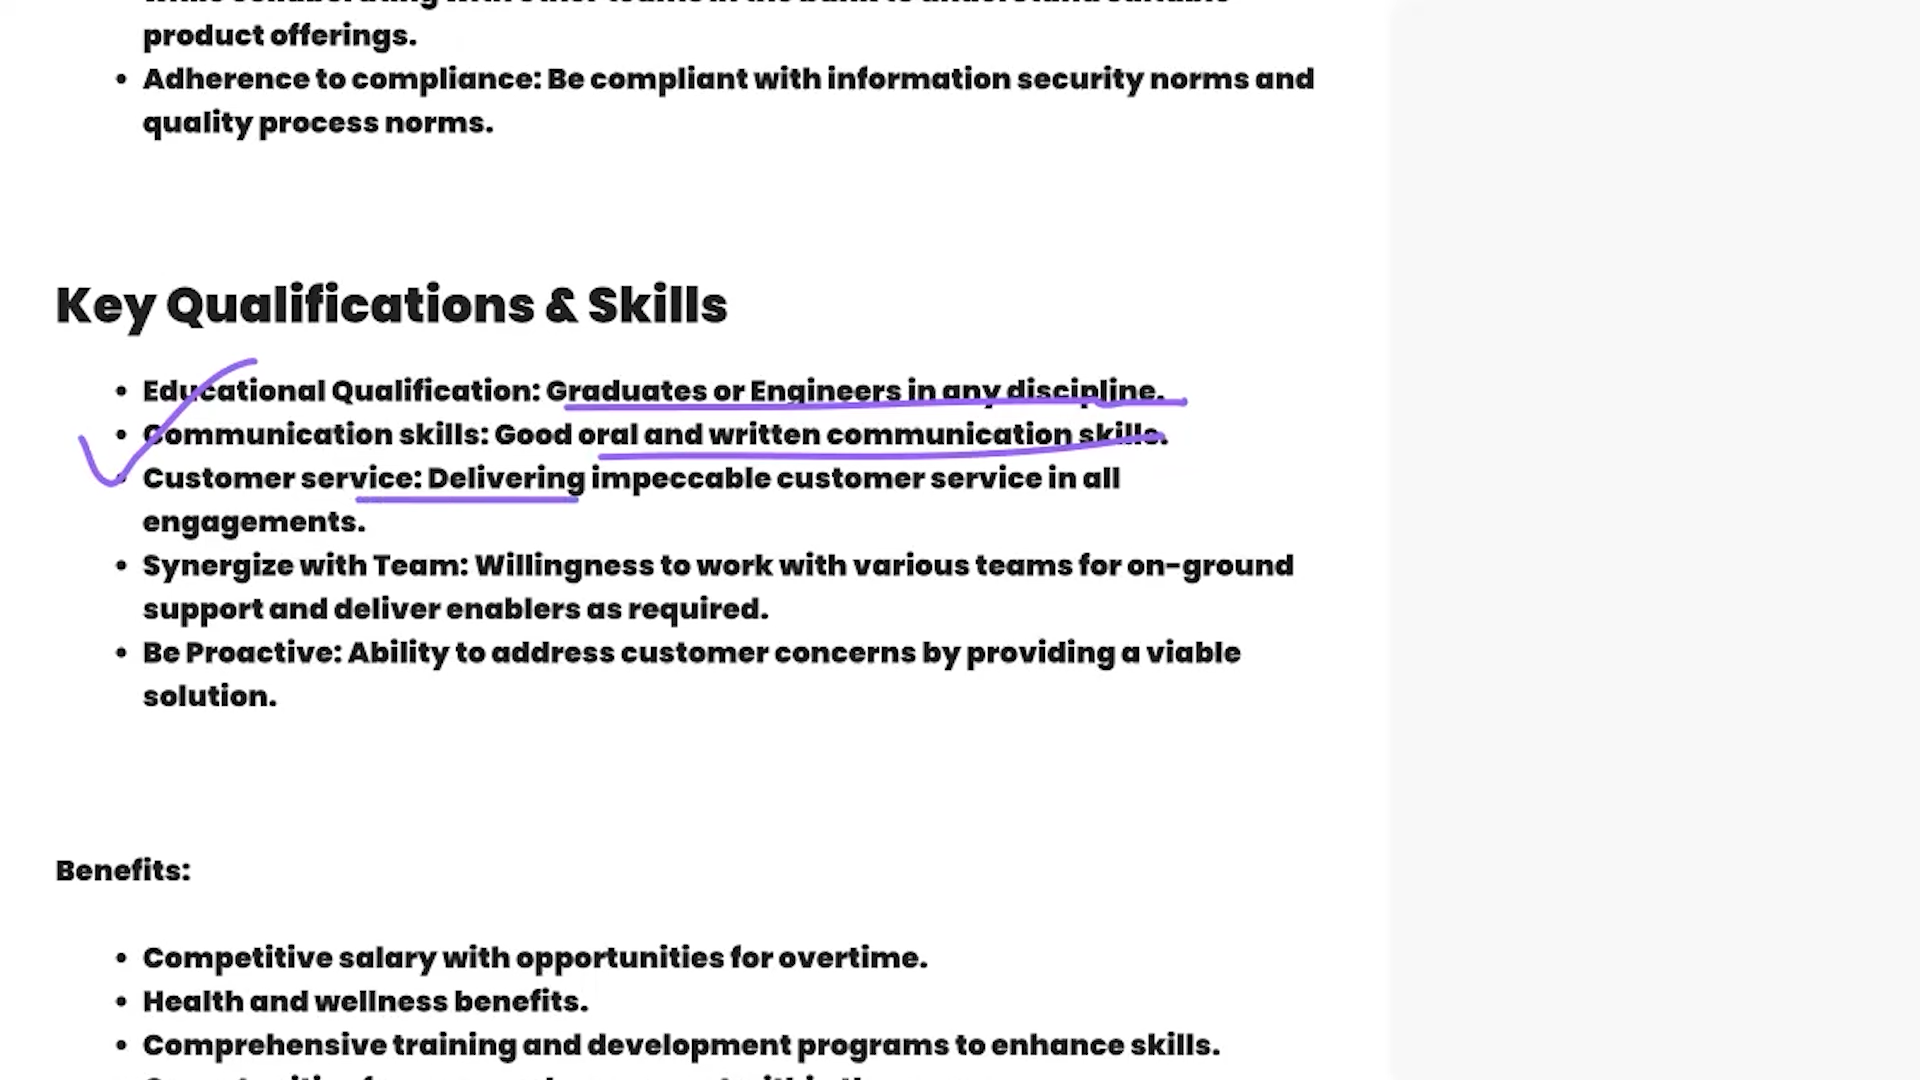 product offerings.
• Adherence to compliance: Be compliant with information security norms and
quality process norms.
Key Qualifications & Skills
• Educational Qualification: Graduates or Engineers in any discipline.
• Communication skills: Good oral and written communication skills.
• Customer service: Delivering impeccable customer service in all
engagements.
• Synergize with Team: Willingness to work with various teams for on-ground
support and deliver enablers as required.
• Be Proactive: Ability to address customer concerns by providing a viable
solution.
Benefits:
• Competitive salary with opportunities for overtime.
• Health and wellness benefits.
• Comprehensive training and development programs to enhance skills.